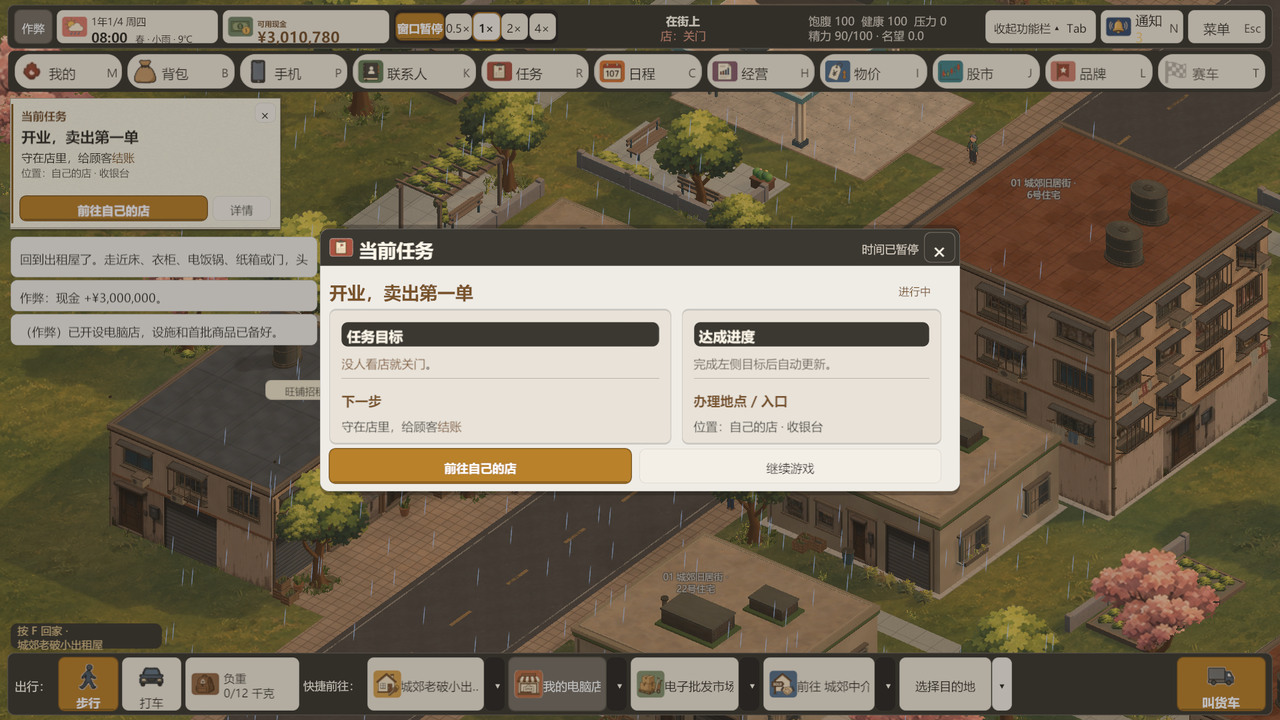 作弊
1年1/4 周四
08:00 春·小雨·9℃
可用现金
¥3,010,780
窗口暂停 0.5× 1× 2× 4×
在街上
店：关门
饱腹 100 健康 100 压力 0
精力 90/100 · 名望 0.0
收起功能栏 Tab
通知 N
3
菜单 Esc
我的 M
背包 B
手机 P
联系人 K
任务 R
107 日程 C
经营 H
物价 I
股市 J
品牌 L
赛车 T
当前任务
×
开业，卖出第一单
守在店里，给顾客结账
位置：自己的店 · 收银台
前往自己的店
详情
回到出租屋了。走近床、衣柜、电饭锅、纸箱或门，头
作弊：现金 +¥3,000,000。
（作弊）已开设电脑店，设施和首批商品已备好。
01 城郊旧居街 ·
6号住宅
旺铺招租
当前任务
时间已暂停
×
开业，卖出第一单
进行中
任务目标
没人看店就关门。
下一步
守在店里，给顾客结账
达成进度
完成左侧目标后自动更新。
办理地点 / 入口
位置：自己的店 · 收银台
前往自己的店
继续游戏
01 城郊旧居街 ·
22号住宅
按 F 回家 ·
城郊老破小出租屋
出行：
步行
打车
负重
0/12 千克
快捷前往：
城郊老破小出..
我的电脑店
电子批发市场
前往 城郊中介
选择目的地
叫货车